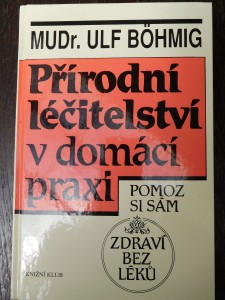 MUDr. ULF BÖHMIG
Přírodní
léčitelství
v domácí
praxi
POMOZ
SI SÁM
ZDRAVÍ
BEZ
LÉKŮ
KNIŽNÍ KLUB